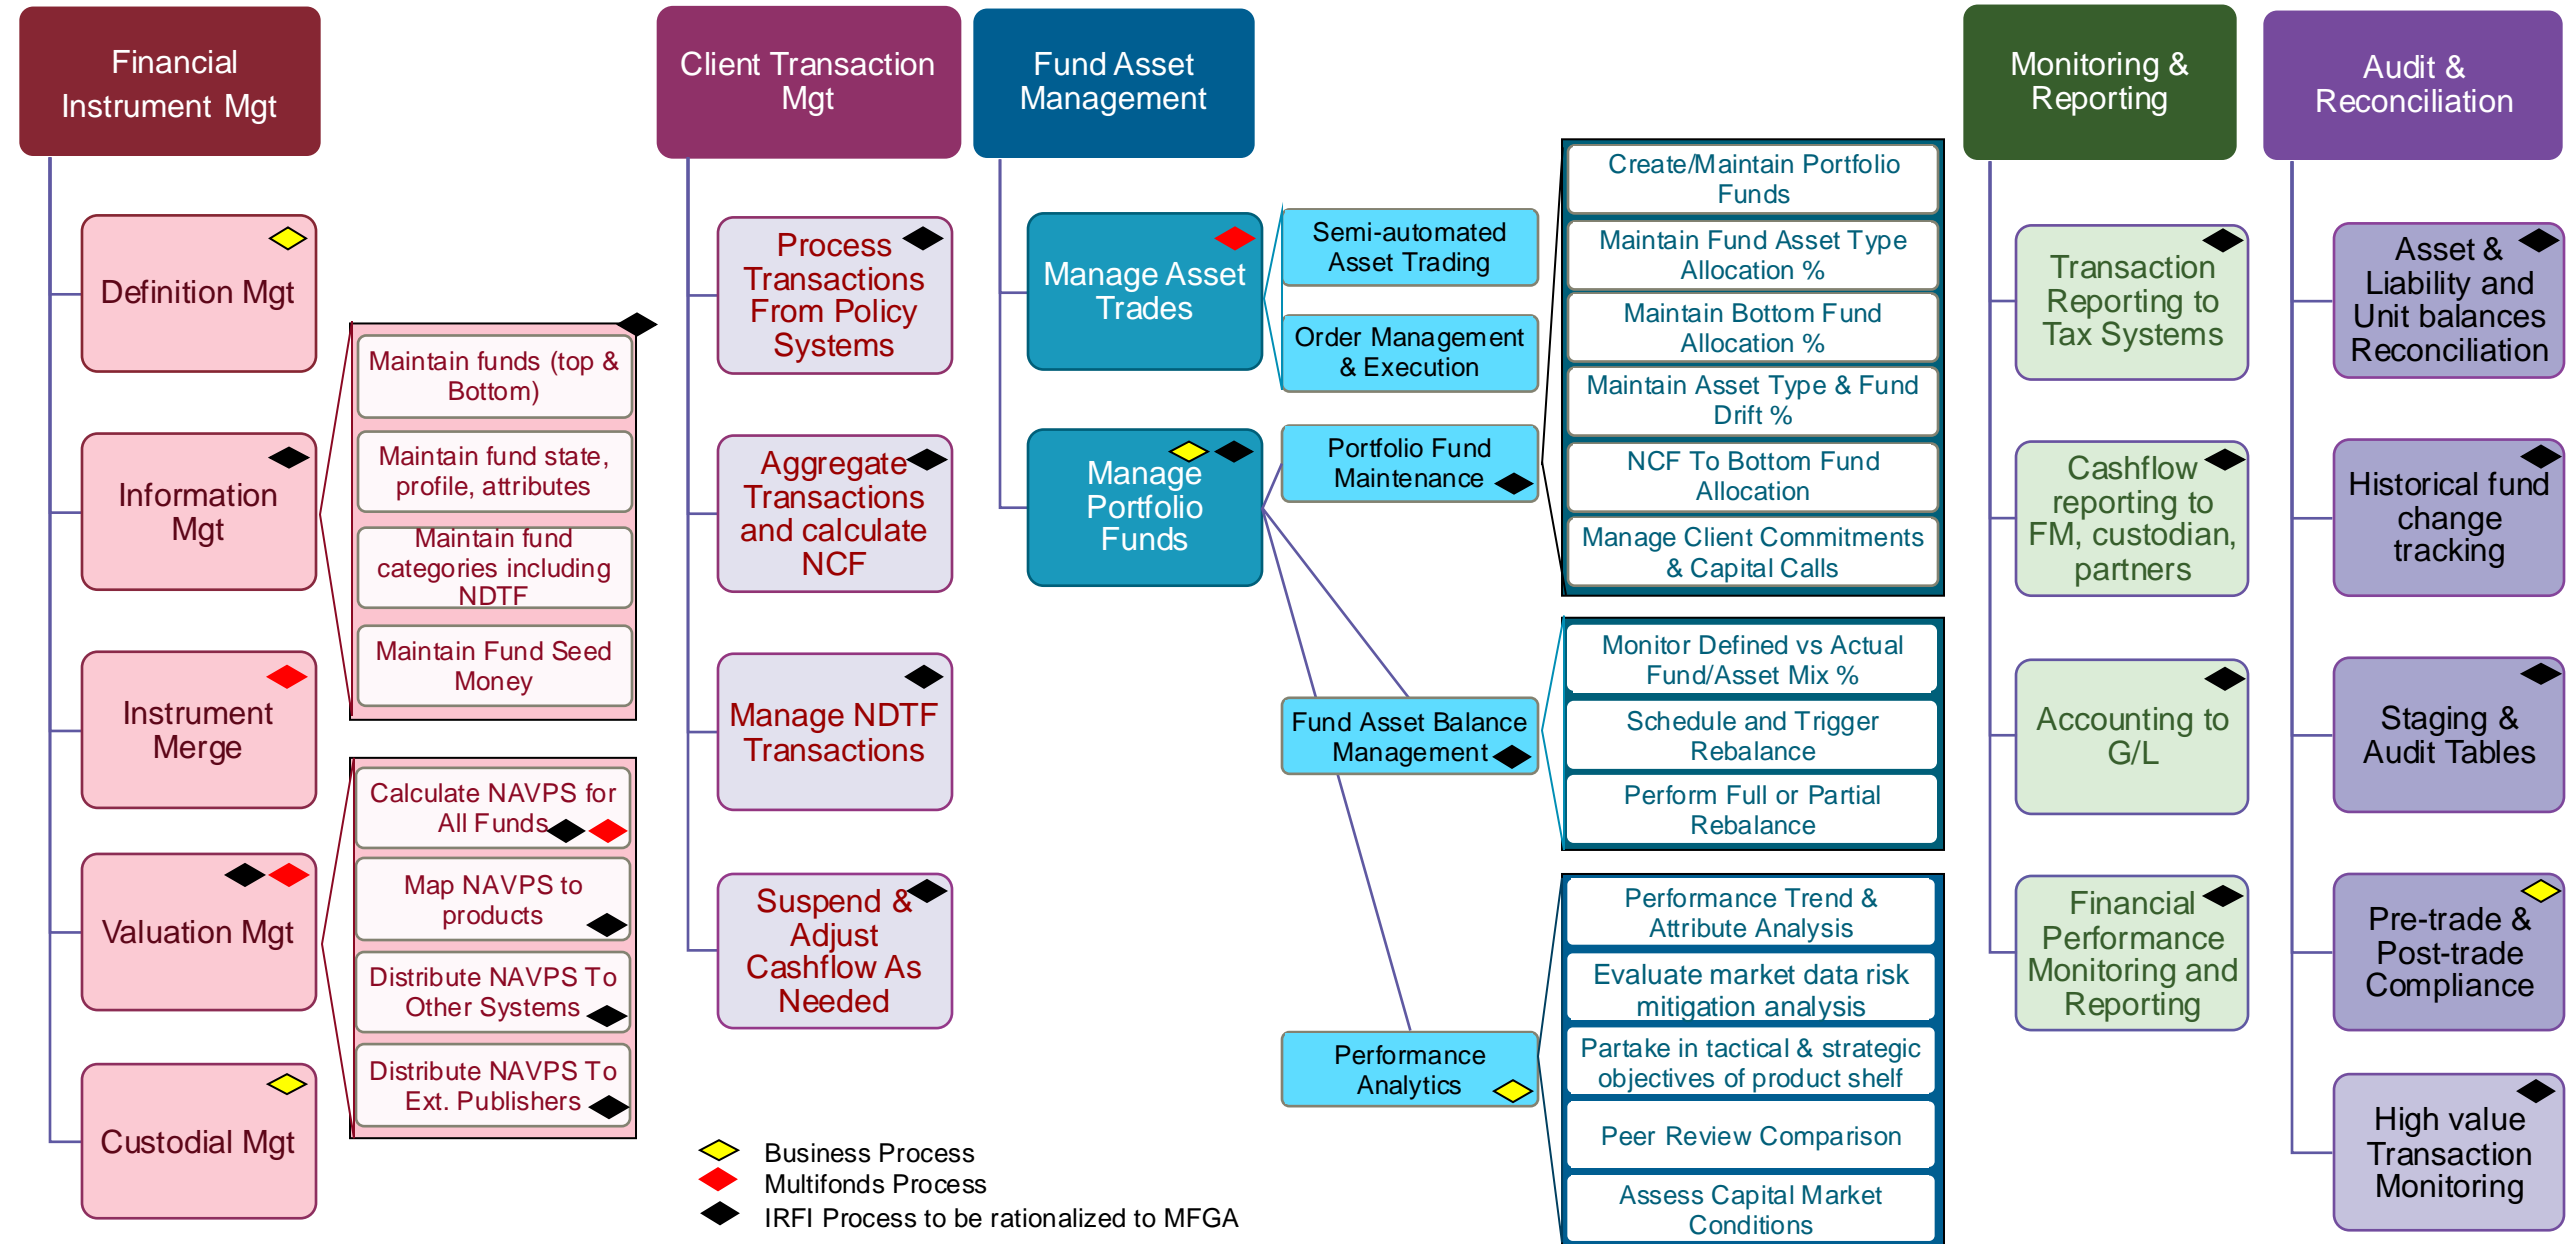 Financial
Instrument Mgt
Definition Mgt
Information
Mgt
Maintain funds (top &
Bottom)
Maintain fund state,
profile, attributes
Maintain fund
categories including
NDTF
Maintain Fund Seed
Money
Instrument
Merge
Valuation Mgt
Calculate NAVPS for
All Funds
Map NAVPS to
products
Distribute NAVPS To
Other Systems
Distribute NAVPS To
Ext. Publishers
Custodial Mgt
Client Transaction
Mgt
Process
Transactions
From Policy
Systems
Aggregate
Transactions
and calculate
NCF
Manage NDTF
Transactions
Suspend &
Adjust
Cashflow As
Needed
Fund Asset
Management
Manage Asset
Trades
Semi-automated
Asset Trading
Order Management
& Execution
Manage
Portfolio
Funds
Portfolio Fund
Maintenance
Create/Maintain Portfolio
Funds
Maintain Fund Asset Type
Allocation %
Maintain Bottom Fund
Allocation %
Maintain Asset Type & Fund
Drift %
NCF To Bottom Fund
Allocation
Manage Client Commitments
& Capital Calls
Fund Asset Balance
Management
Monitor Defined vs Actual
Fund/Asset Mix %
Schedule and Trigger
Rebalance
Perform Full or Partial
Rebalance
Performance
Analytics
Performance Trend &
Attribute Analysis
Evaluate market data risk
mitigation analysis
Partake in tactical & strategic
objectives of product shelf
Peer Review Comparison
Assess Capital Market
Conditions
Monitoring &
Reporting
Transaction
Reporting to
Tax Systems
Cashflow
reporting to
FM, custodian,
partners
Accounting to
G/L
Financial
Performance
Monitoring and
Reporting
Audit &
Reconciliation
Asset &
Liability and
Unit balances
Reconciliation
Historical fund
change
tracking
Staging &
Audit Tables
Pre-trade &
Post-trade
Compliance
High value
Transaction
Monitoring
Business Process
Multifonds Process
IRFI Process to be rationalized to MFGA